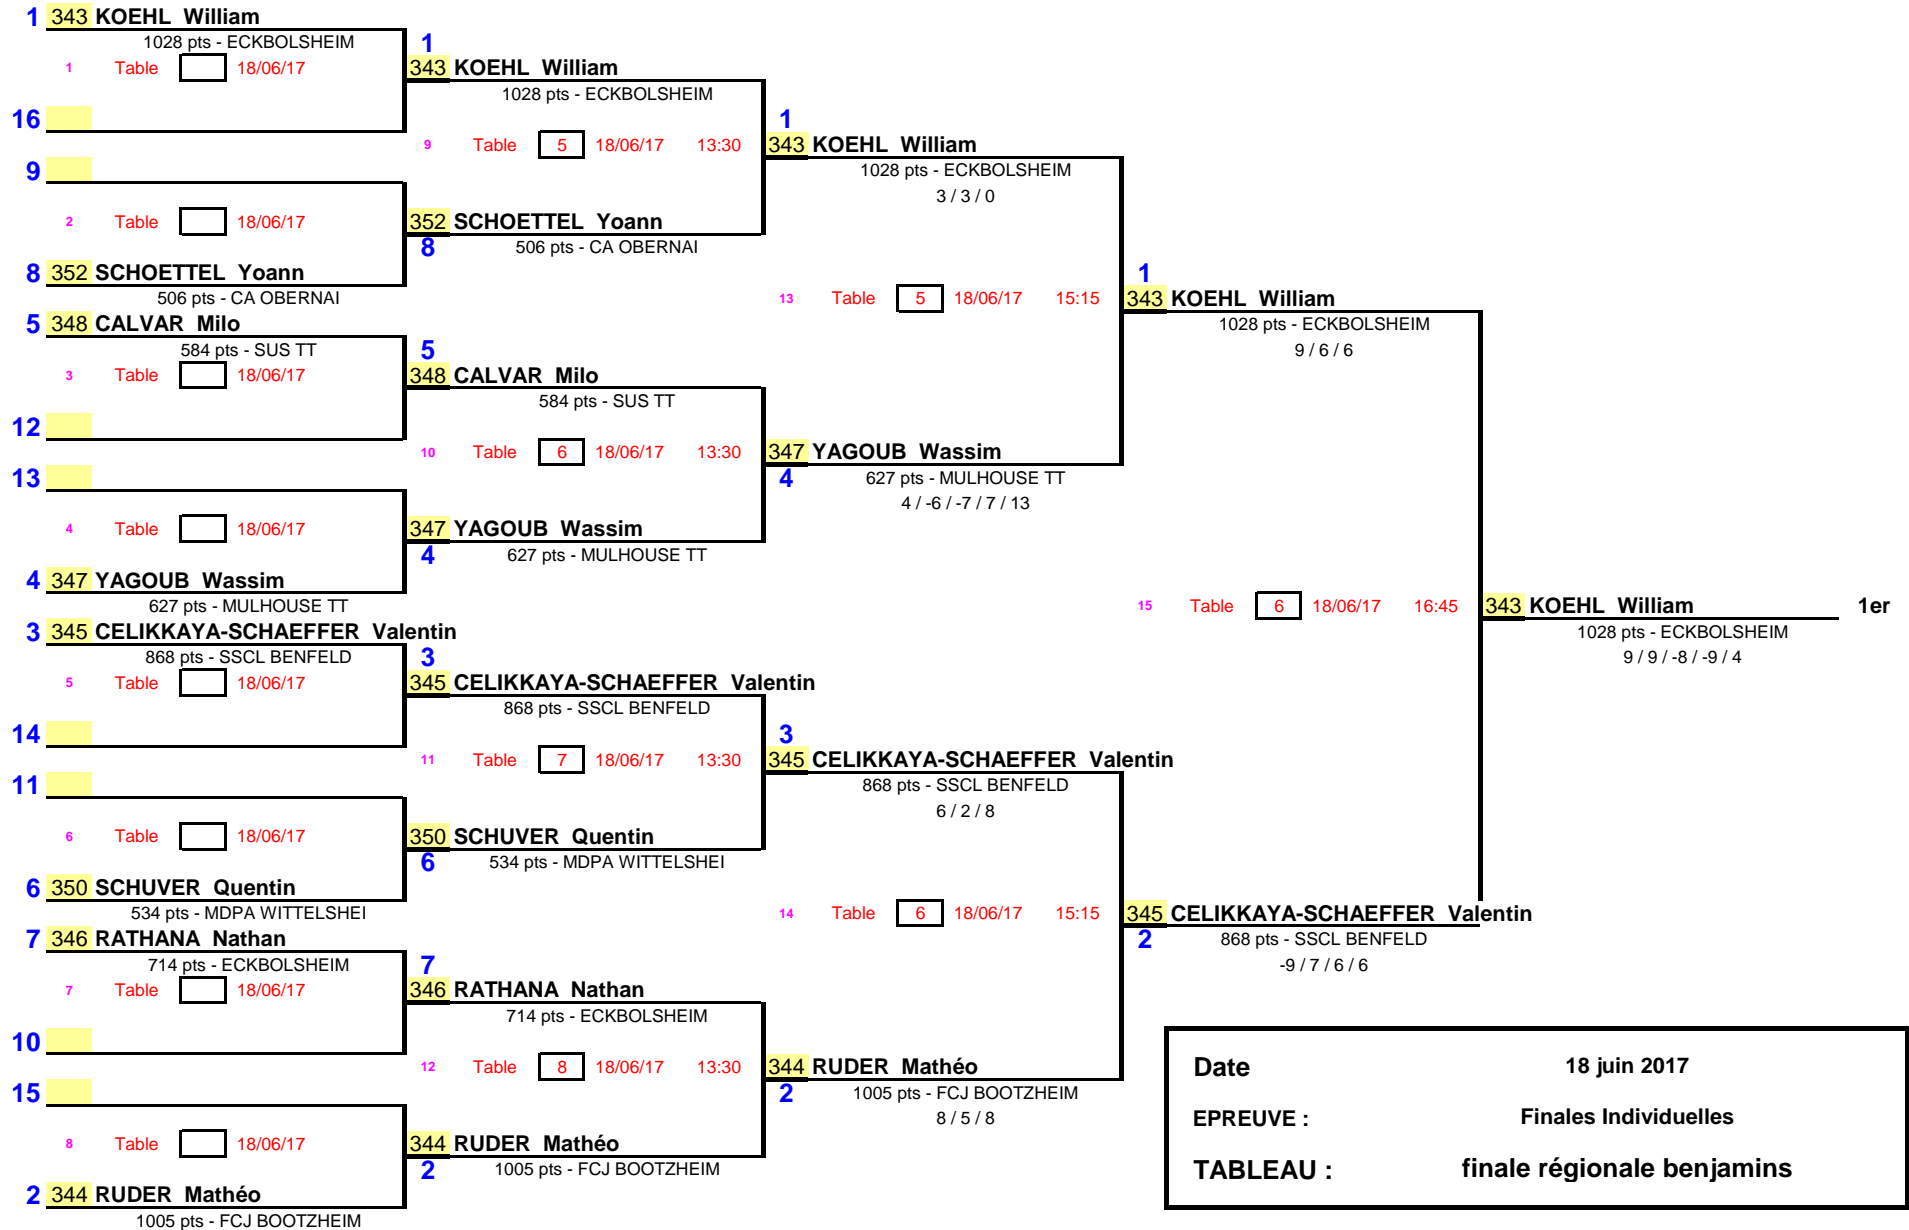 1 343 KOEHL William
1028 pts - ECKBOLSHEIM
1 Table 18/06/17
16
9
2 Table 18/06/17
8 352 SCHOETTEL Yoann
506 pts - CA OBERNAI
5 348 CALVAR Milo
584 pts - SUS TT
3 Table 18/06/17
12
13
4 Table 18/06/17
4 347 YAGOUB Wassim
627 pts - MULHOUSE TT
3 345 CELIKKAYA-SCHAEFFER Valentin
868 pts - SSCL BENFELD
5 Table 18/06/17
14
11
6 Table 18/06/17
6 350 SCHUVER Quentin
534 pts - MDPA WITTELSHEI
7 346 RATHANA Nathan
714 pts - ECKBOLSHEIM
7 Table 18/06/17
10
15
8 Table 18/06/17
2 344 RUDER Mathéo
1005 pts - FCJ BOOTZHEIM
1
343 KOEHL William
1028 pts - ECKBOLSHEIM
9 Table 5 18/06/17 13:30
352 SCHOETTEL Yoann
8 506 pts - CA OBERNAI
5
348 CALVAR Milo
584 pts - SUS TT
10 Table 6 18/06/17 13:30
347 YAGOUB Wassim
4 627 pts - MULHOUSE TT
3
345 CELIKKAYA-SCHAEFFER Valentin
868 pts - SSCL BENFELD
11 Table 7 18/06/17 13:30
350 SCHUVER Quentin
6 534 pts - MDPA WITTELSHEI
7
346 RATHANA Nathan
714 pts - ECKBOLSHEIM
12 Table 8 18/06/17 13:30
344 RUDER Mathéo
2 1005 pts - FCJ BOOTZHEIM
1
343 KOEHL William
1028 pts - ECKBOLSHEIM
3 / 3 / 0
13 Table 5 18/06/17 15:15
347 YAGOUB Wassim
4 627 pts - MULHOUSE TT
4 / -6 / -7 / 7 / 13
3
345 CELIKKAYA-SCHAEFFER Valentin
868 pts - SSCL BENFELD
6 / 2 / 8
14 Table 6 18/06/17 15:15
344 RUDER Mathéo
2 1005 pts - FCJ BOOTZHEIM
8 / 5 / 8
1
343 KOEHL William
1028 pts - ECKBOLSHEIM
9 / 6 / 6
15 Table 6 18/06/17 16:45
345 CELIKKAYA-SCHAEFFER Valentin
2 868 pts - SSCL BENFELD
-9 / 7 / 6 / 6
343 KOEHL William 1er
1028 pts - ECKBOLSHEIM
9 / 9 / -8 / -9 / 4
Date 18 juin 2017
EPREUVE : Finales Individuelles
TABLEAU : finale régionale benjamins